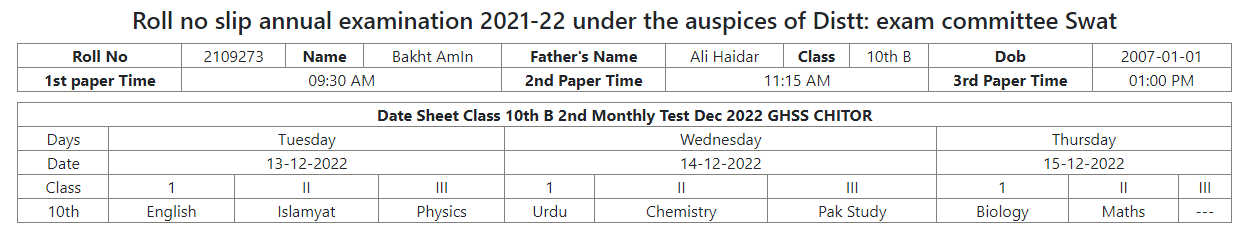 Roll no slip annual examination 2021-22 under the auspices of Distt: exam committee Swat
Roll No 2109273 Name Bakht AmIn Father's Name Ali Haidar Class 10th B Dob 2007-01-01
1st paper Time 09:30 AM 2nd Paper Time 11:15 AM 3rd Paper Time 01:00 PM
Date Sheet Class 10th B 2nd Monthly Test Dec 2022 GHSS CHITOR
Days Tuesday Wednesday Thursday
Date 13-12-2022 14-12-2022 15-12-2022
Class 1 II III 1 II III 1 II III
10th English Islamyat Physics Urdu Chemistry Pak Study Biology Maths ---